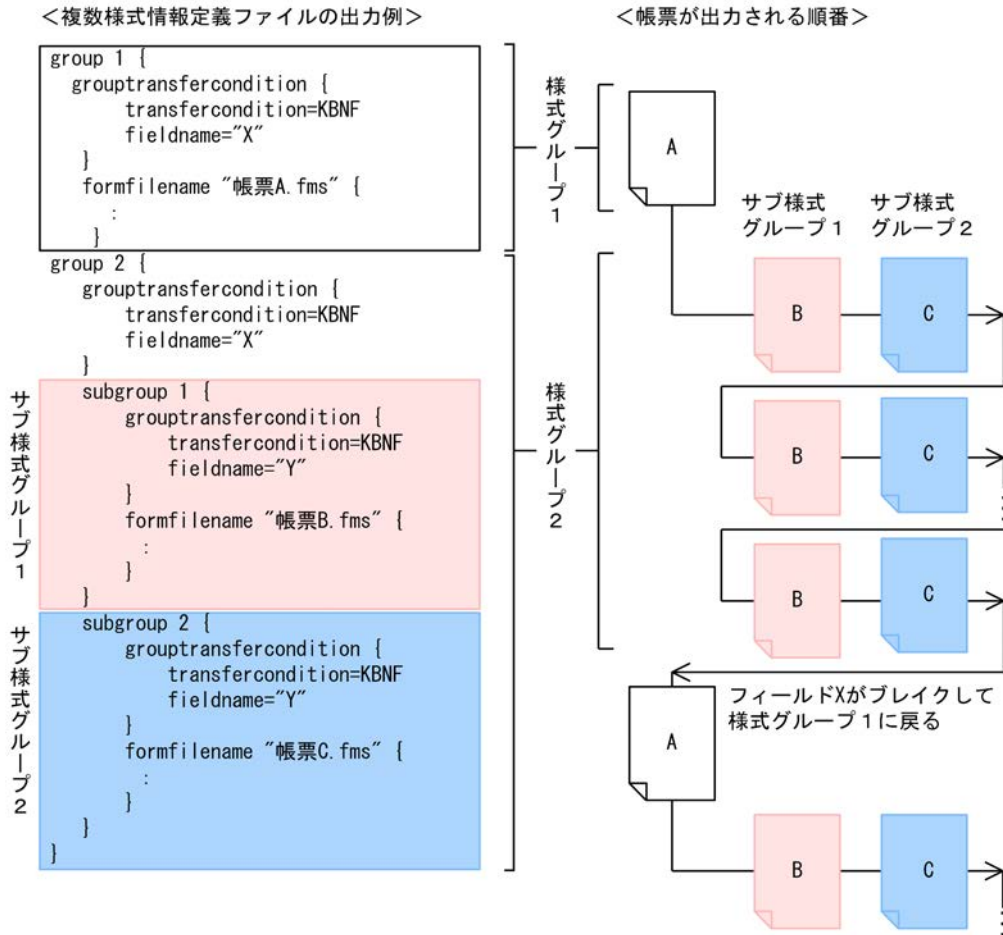 ＜複数様式情報定義ファイルの出力例＞
group 1 {
grouptransfercondition {
transfercondition=KBNF
fieldname="X"
}
formfilename "帳票A.fms" {
:
}
group 2 {
grouptransfercondition {
transfercondition=KBNF
fieldname="X"
}
subgroup 1 {
grouptransfercondition {
transfercondition=KBNF
fieldname="Y"
}
formfilename "帳票B.fms" {
:
}
}
subgroup 2 {
grouptransfercondition {
transfercondition=KBNF
fieldname="Y"
}
formfilename "帳票C.fms" {
:
}
}
}
サブ様式グループ1
サブ様式グループ2
様式グループ1
様式グループ2
＜帳票が出力される順番＞
A
サブ様式
グループ1
サブ様式
グループ2
B
C
B
C
B
C
フィールドXがブレイクして
様式グループ1に戻る
A
B
C